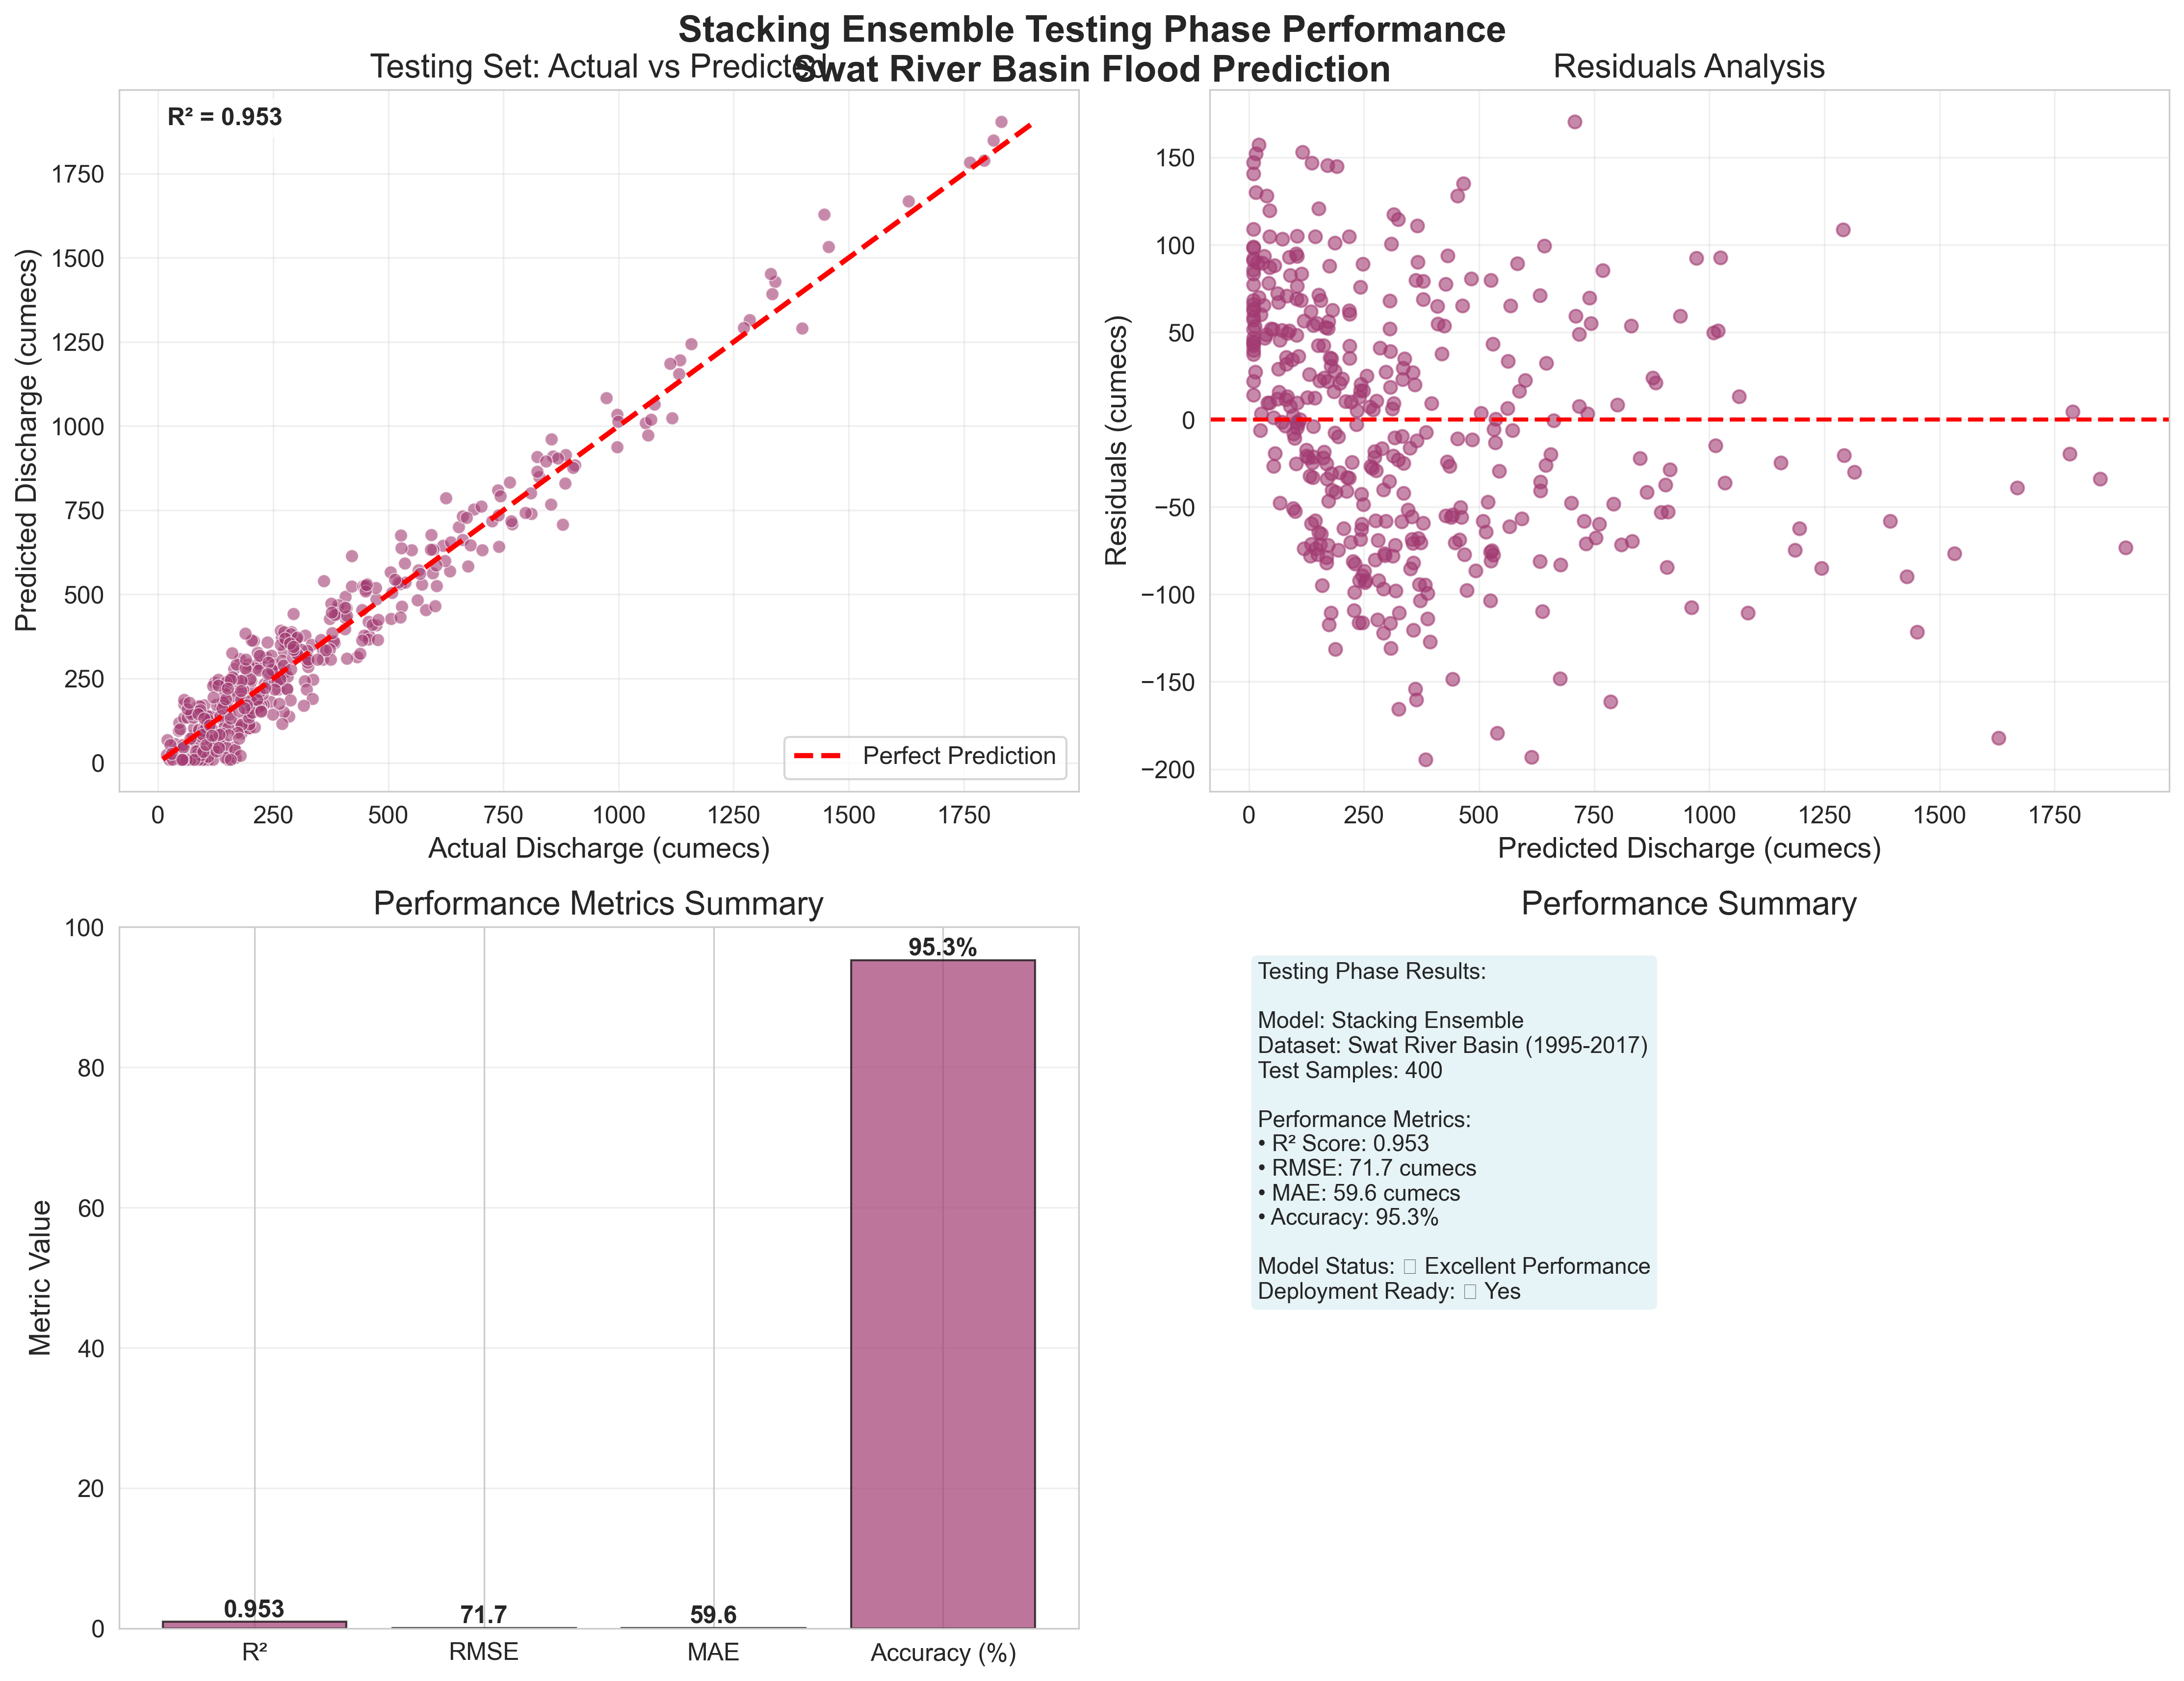 Stacking Ensemble Testing Phase Performance
Swat River Basin Flood Prediction
Testing Set: Actual vs Predicted
R² = 0.953
Predicted Discharge (cumecs)
1750
1500
1250
1000
750
500
250
0
Perfect Prediction
0 250 500 750 1000 1250 1500 1750
Actual Discharge (cumecs)
Residuals Analysis
Residuals (cumecs)
150
100
50
0
−50
−100
−150
−200
0 250 500 750 1000 1250 1500 1750
Predicted Discharge (cumecs)
Performance Metrics Summary
Metric Value
100
80
60
40
20
0
0.953
71.7
59.6
95.3%
R² RMSE MAE Accuracy (%)
Performance Summary
Testing Phase Results:
Model: Stacking Ensemble
Dataset: Swat River Basin (1995-2017)
Test Samples: 400
Performance Metrics:
• R² Score: 0.953
• RMSE: 71.7 cumecs
• MAE: 59.6 cumecs
• Accuracy: 95.3%
Model Status: □ Excellent Performance
Deployment Ready: □ Yes